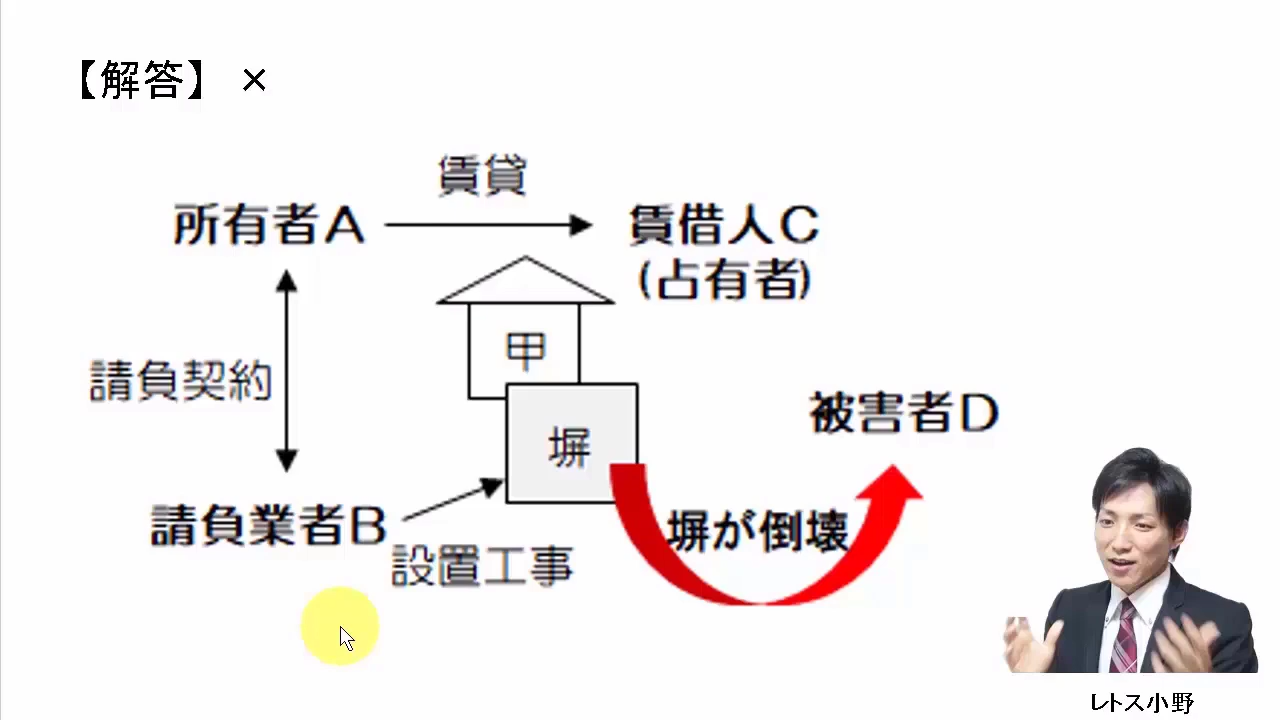 【解答】 ×
賃貸
所有者A
賃借人C
(占有者)
甲
請負契約
塀
被害者D
請負業者B
設置工事
塀が倒壊
レトス小野